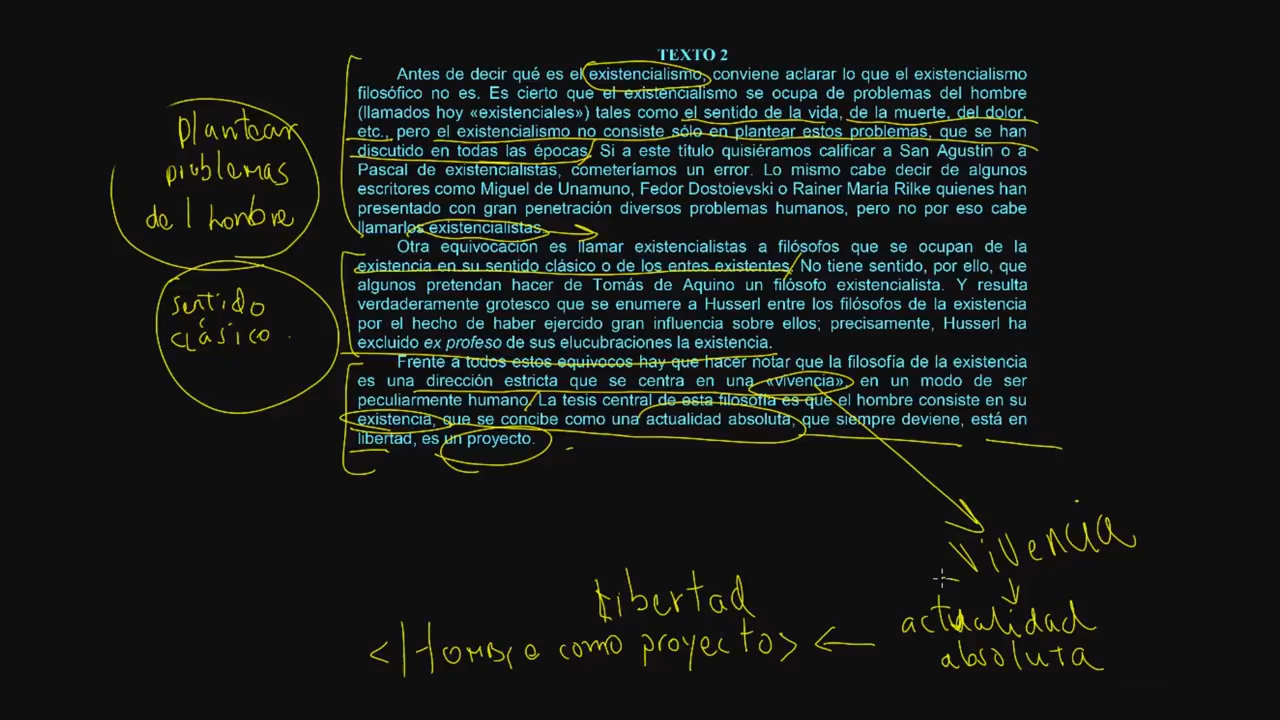 TEXTO 2
Antes de decir qué es el existencialismo, conviene aclarar lo que el existencialismo
filosófico no es. Es cierto que el existencialismo se ocupa de problemas del hombre
(llamados hoy «existenciales») tales como el sentido de la vida, de la muerte, del dolor,
etc., pero el existencialismo no consiste sólo en plantear estos problemas, que se han
discutido en todas las épocas. Si a este título quisiéramos calificar a San Agustín o a
Pascal de existencialistas, cometeríamos un error. Lo mismo cabe decir de algunos
escritores como Miguel de Unamuno, Fedor Dostoievski o Rainer María Rilke quienes han
presentado con gran penetración diversos problemas humanos, pero no por eso cabe
llamarlos existencialistas.
Otra equivocación es llamar existencialistas a filósofos que se ocupan de la
existencia en su sentido clásico o de los entes existentes. No tiene sentido, por ello, que
algunos pretendan hacer de Tomás de Aquino un filósofo existencialista. Y resulta
verdaderamente grotesco que se enumere a Husserl entre los filósofos de la existencia
por el hecho de haber ejercido gran influencia sobre ellos; precisamente, Husserl ha
excluido ex profeso de sus elucubraciones la existencia.
Frente a todos estos equívocos hay que hacer notar que la filosofía de la existencia
es una dirección estricta que se centra en una «vivencia» en un modo de ser
peculiarmente humano. La tesis central de esta filosofía es que el hombre consiste en su
existencia, que se concibe como una actualidad absoluta, que siempre deviene, está en
libertad, es un proyecto.
plantear
problemas
del hombre
sentido
clásico.
Vivencia
actualidad
absoluta
Libertad
<Hombre como proyecto>